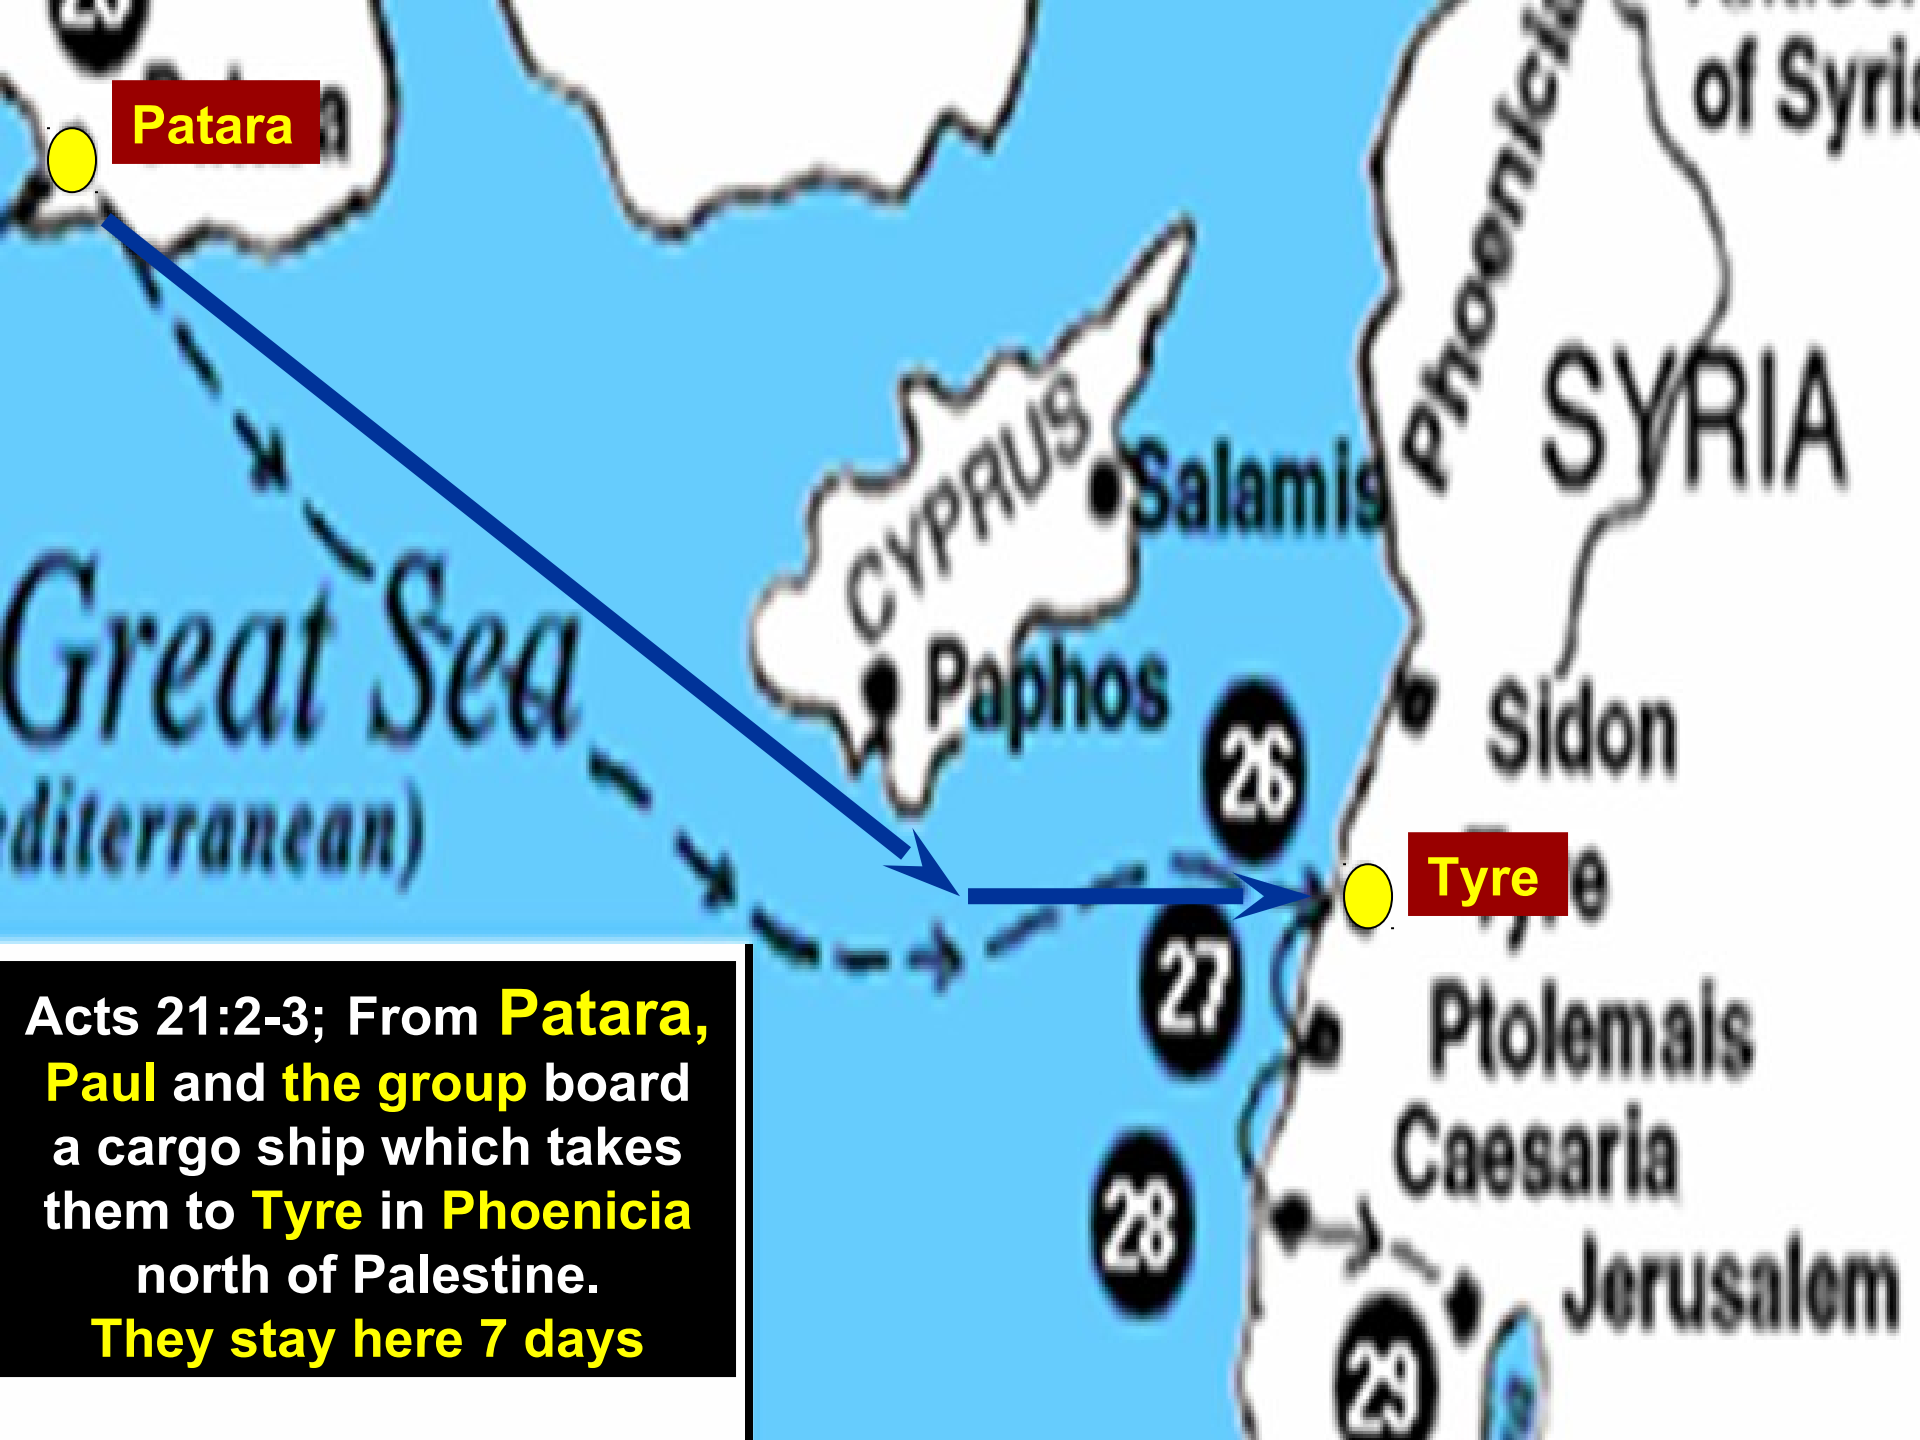 Patara
of Syria
Phoenicia
SYRIA
CYPRUS
Salamis
Great Sea
Paphos
Sidon
26
editerranean)
Tyre
27
Ptolemais
Caesaria
28
Jerusalem
29
Acts 21:2-3; From Patara,
Paul and the group board
a cargo ship which takes
them to Tyre in Phoenicia
north of Palestine.
They stay here 7 days